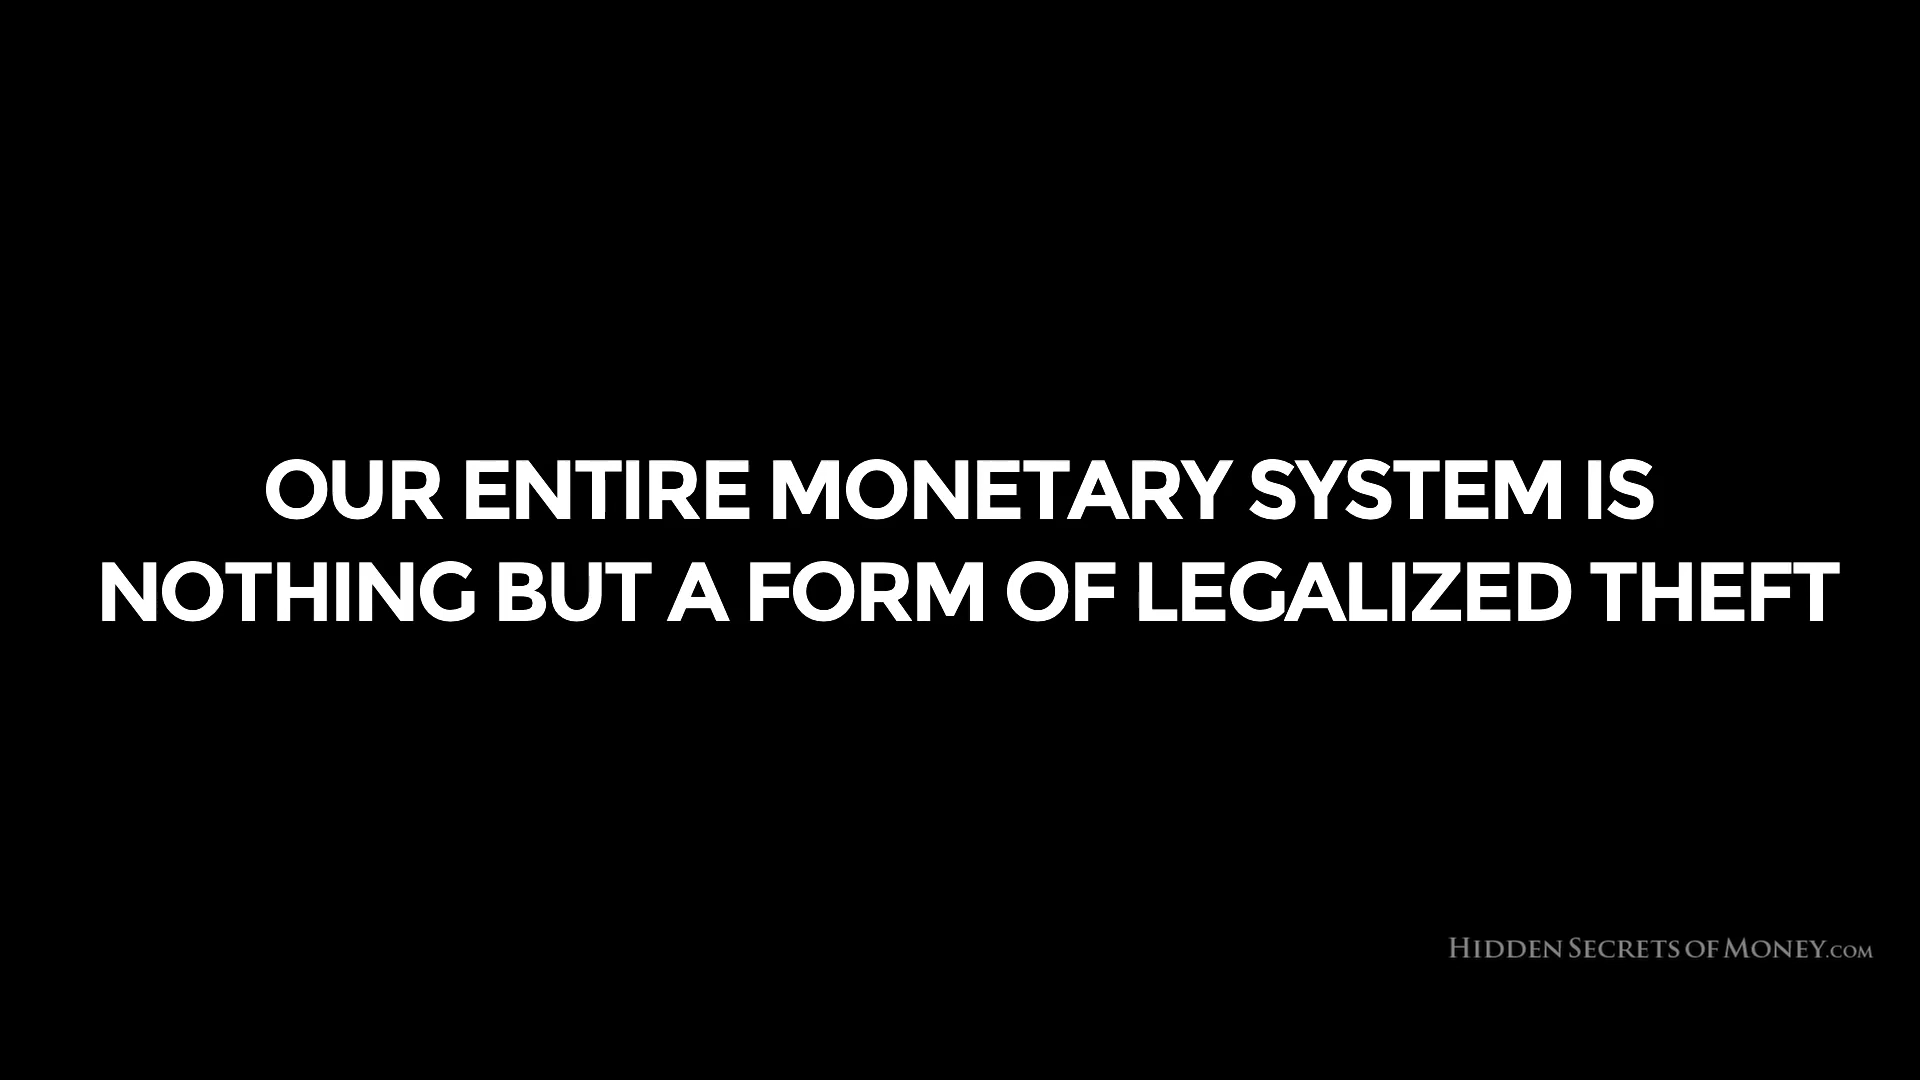 OUR ENTIRE MONETARY SYSTEM IS
NOTHING BUT A FORM OF LEGALIZED THEFT
HIDDEN SECRETS OF MONEY.COM